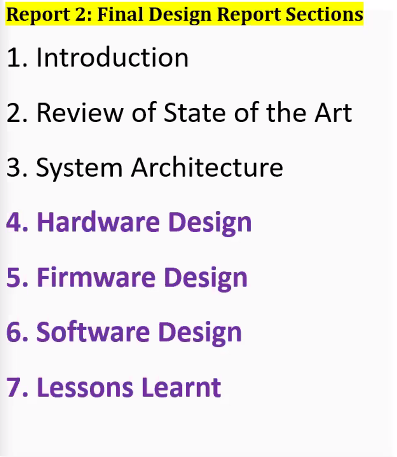 Report 2: Final Design Report Sections
1. Introduction
2. Review of State of the Art
3. System Architecture
4. Hardware Design
5. Firmware Design
6. Software Design
7. Lessons Learnt